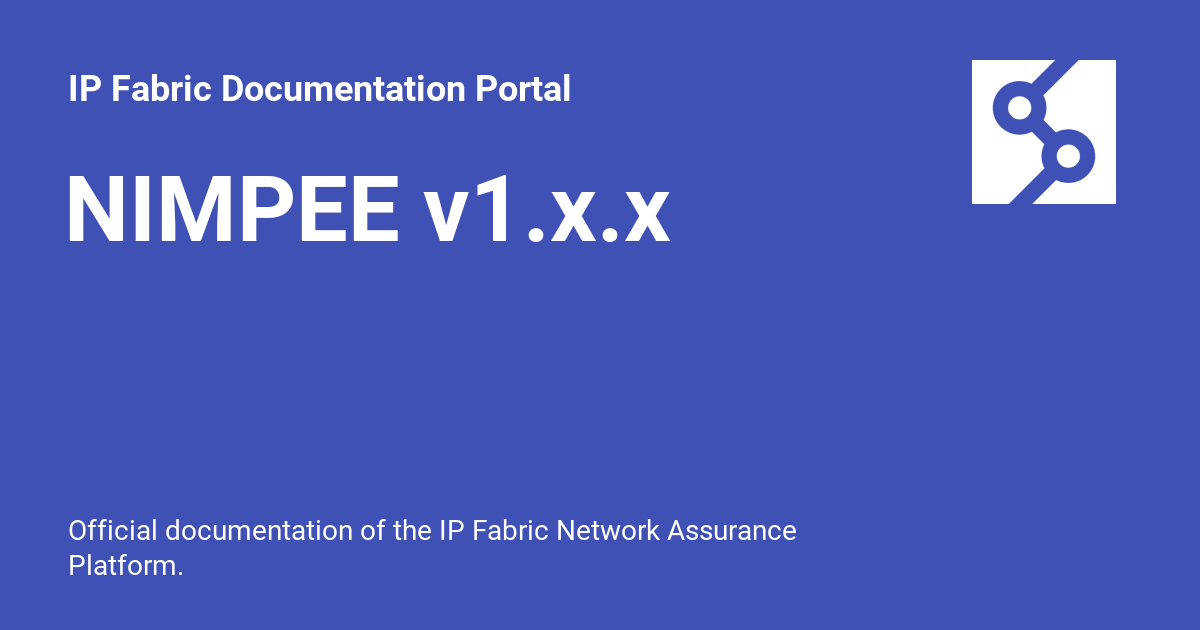 IP Fabric Documentation Portal
NIMPEE v1.x.x
Official documentation of the IP Fabric Network Assurance
Platform.